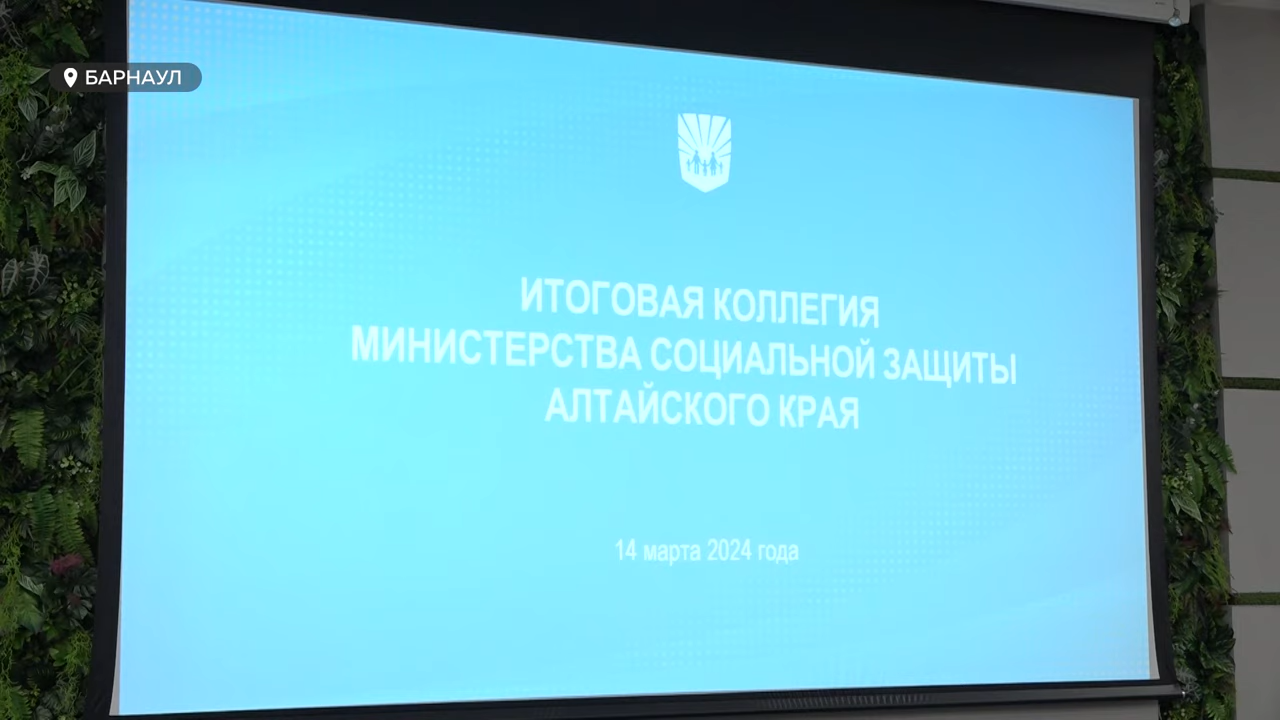 БАРНАУЛ
ИТОГОВАЯ КОЛЛЕГИЯ
МИНИСТЕРСТВА СОЦИАЛЬНОЙ ЗАЩИТЫ
АЛТАЙСКОГО КРАЯ
14 марта 2024 года